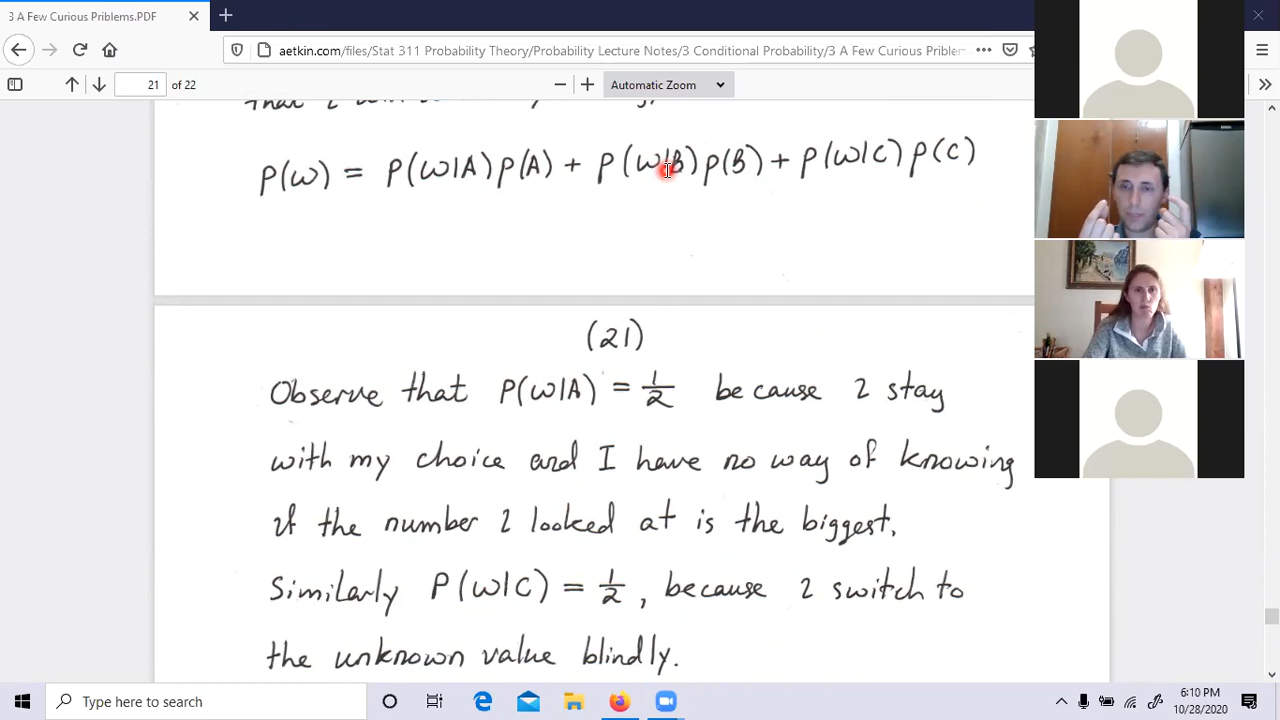 3 A Few Curious Priblems.PDF
aetkin.com/files/Stat 311 Probability Theory/Probability Lecture Notes/3 Conditional Probability/3 A Few Curious Priblem
21 of 22
Automatic Zoom
that I
P(W) = P(W|A)P(A) + P(W|B)P(B) + P(W|C)P(C)
(21)
Observe that P(W|A) = 1/2 because I stay
with my choice and I have no way of knowing
if the number I looked at is the biggest.
Similarly P(W|C) = 1/2, because I switch to
the unknown value blindly.
Type here to search
6:10 PM
10/28/2020